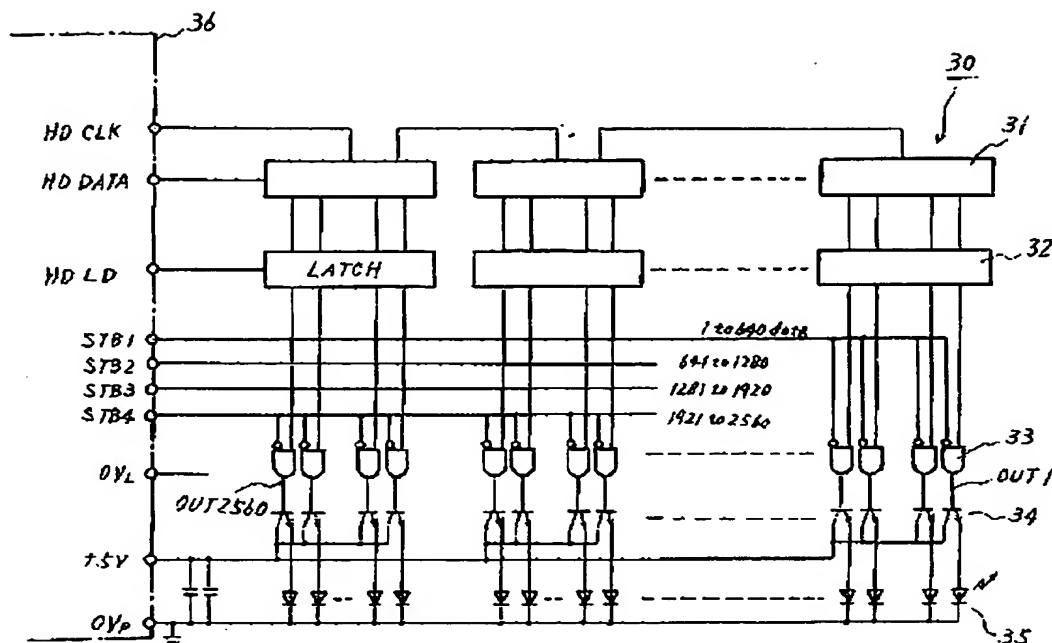 36
30
HD CLK
31
HD DATA
HD LD
LATCH
32
STB1
1 to 640 dots
STB2
641 to 1280
STB3
1281 to 1920
STB4
1921 to 2560
33
0VL
OUT2560
OUT1
34
+5V
0VP
35